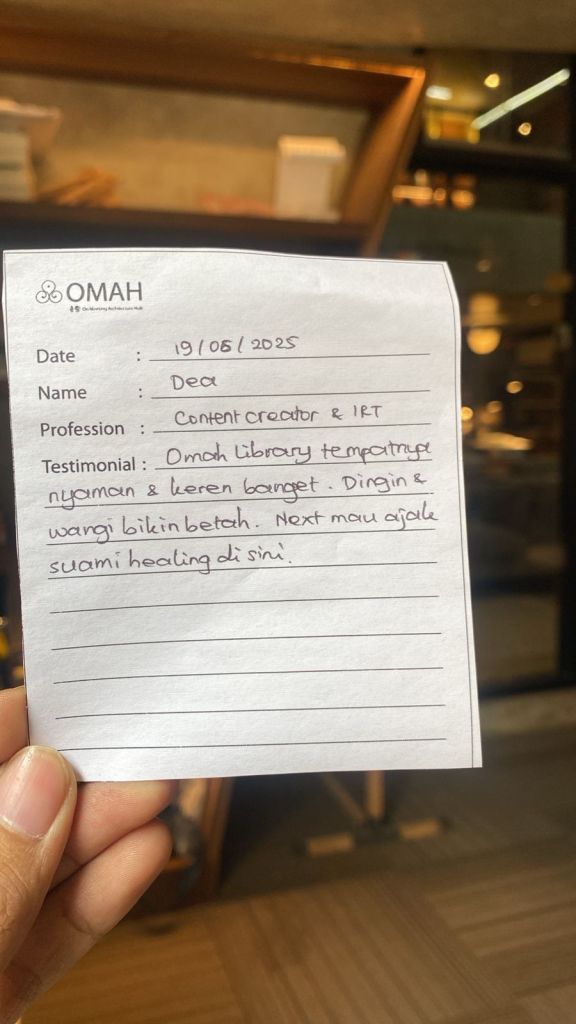 OMAH
Date : 19/05/2025
Name : Dea
Profession : Content creator & IRT
Testimonial : Omah Library tempatnya
nyaman & keren banget. Dingin &
wangi bikin betah. Next mau ajak
suami healing di sini.